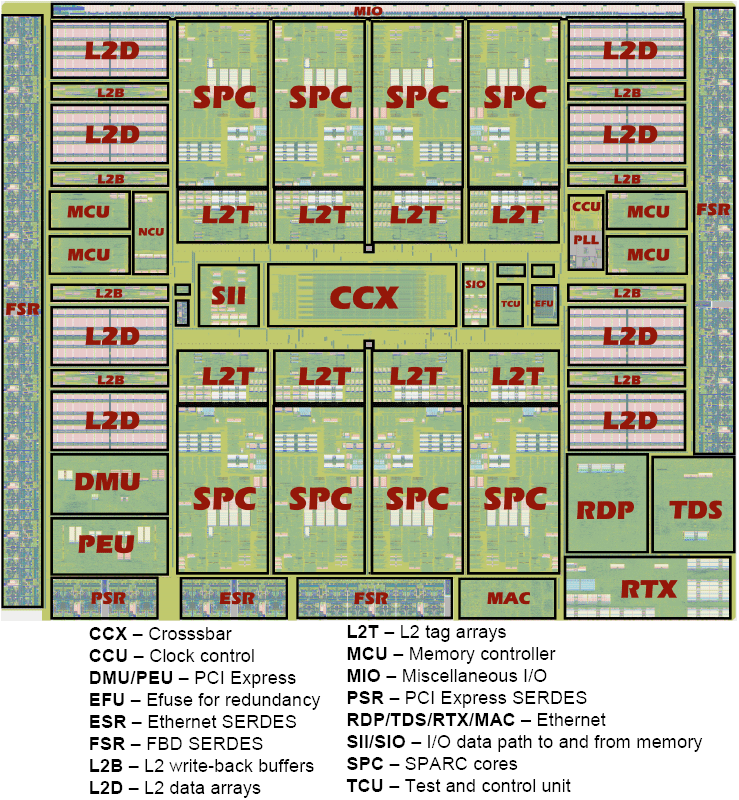 MIO
L2D
SPC SPC SPC SPC
L2D
L2B
L2B
L2D
L2D
L2B
L2B
L2T L2T L2T L2T
MCU
NCU
MCU
CCU
PLL
MCU
MCU
FSR
FSR
L2B
SII
CCX
SIO
TCU
EFU
L2B
L2D
L2D
L2B
L2T L2T L2T L2T
L2B
L2D
L2D
DMU
SPC SPC SPC SPC
RDP
TDS
PEU
PSR
ESR
FSR
MAC
RTX
CCX – Crosssbar
CCU – Clock control
DMU/PEU – PCI Express
EFU – Efuse for redundancy
ESR – Ethernet SERDES
FSR – FBD SERDES
L2B – L2 write-back buffers
L2D – L2 data arrays
L2T – L2 tag arrays
MCU – Memory controller
MIO – Miscellaneous I/O
PSR – PCI Express SERDES
RDP/TDS/RTX/MAC – Ethernet
SII/SIO – I/O data path to and from memory
SPC – SPARC cores
TCU – Test and control unit